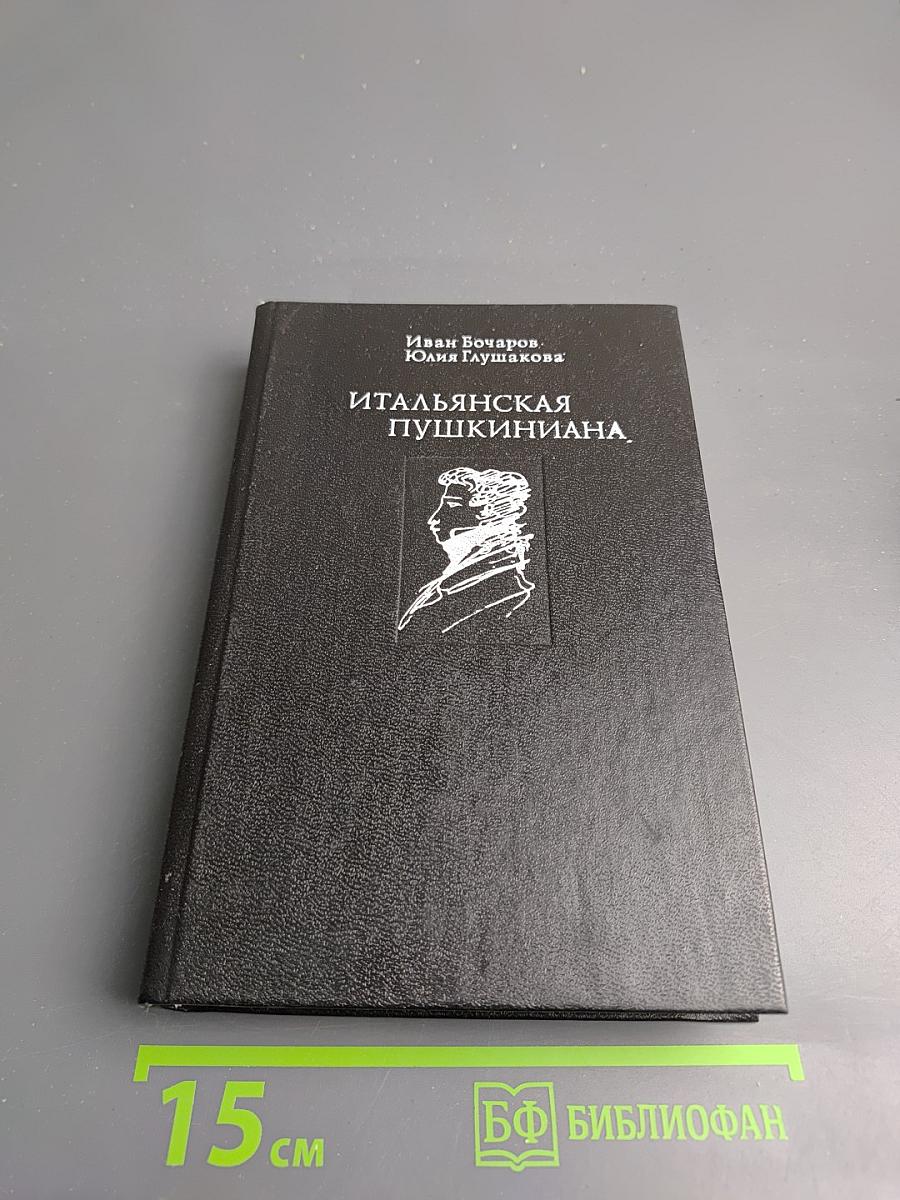 Иван Бочаров
Юлия Глушакова
ИТАЛЬЯНСКАЯ
ПУШКИНИАНА
15 см
БФ БИБЛИОФАН